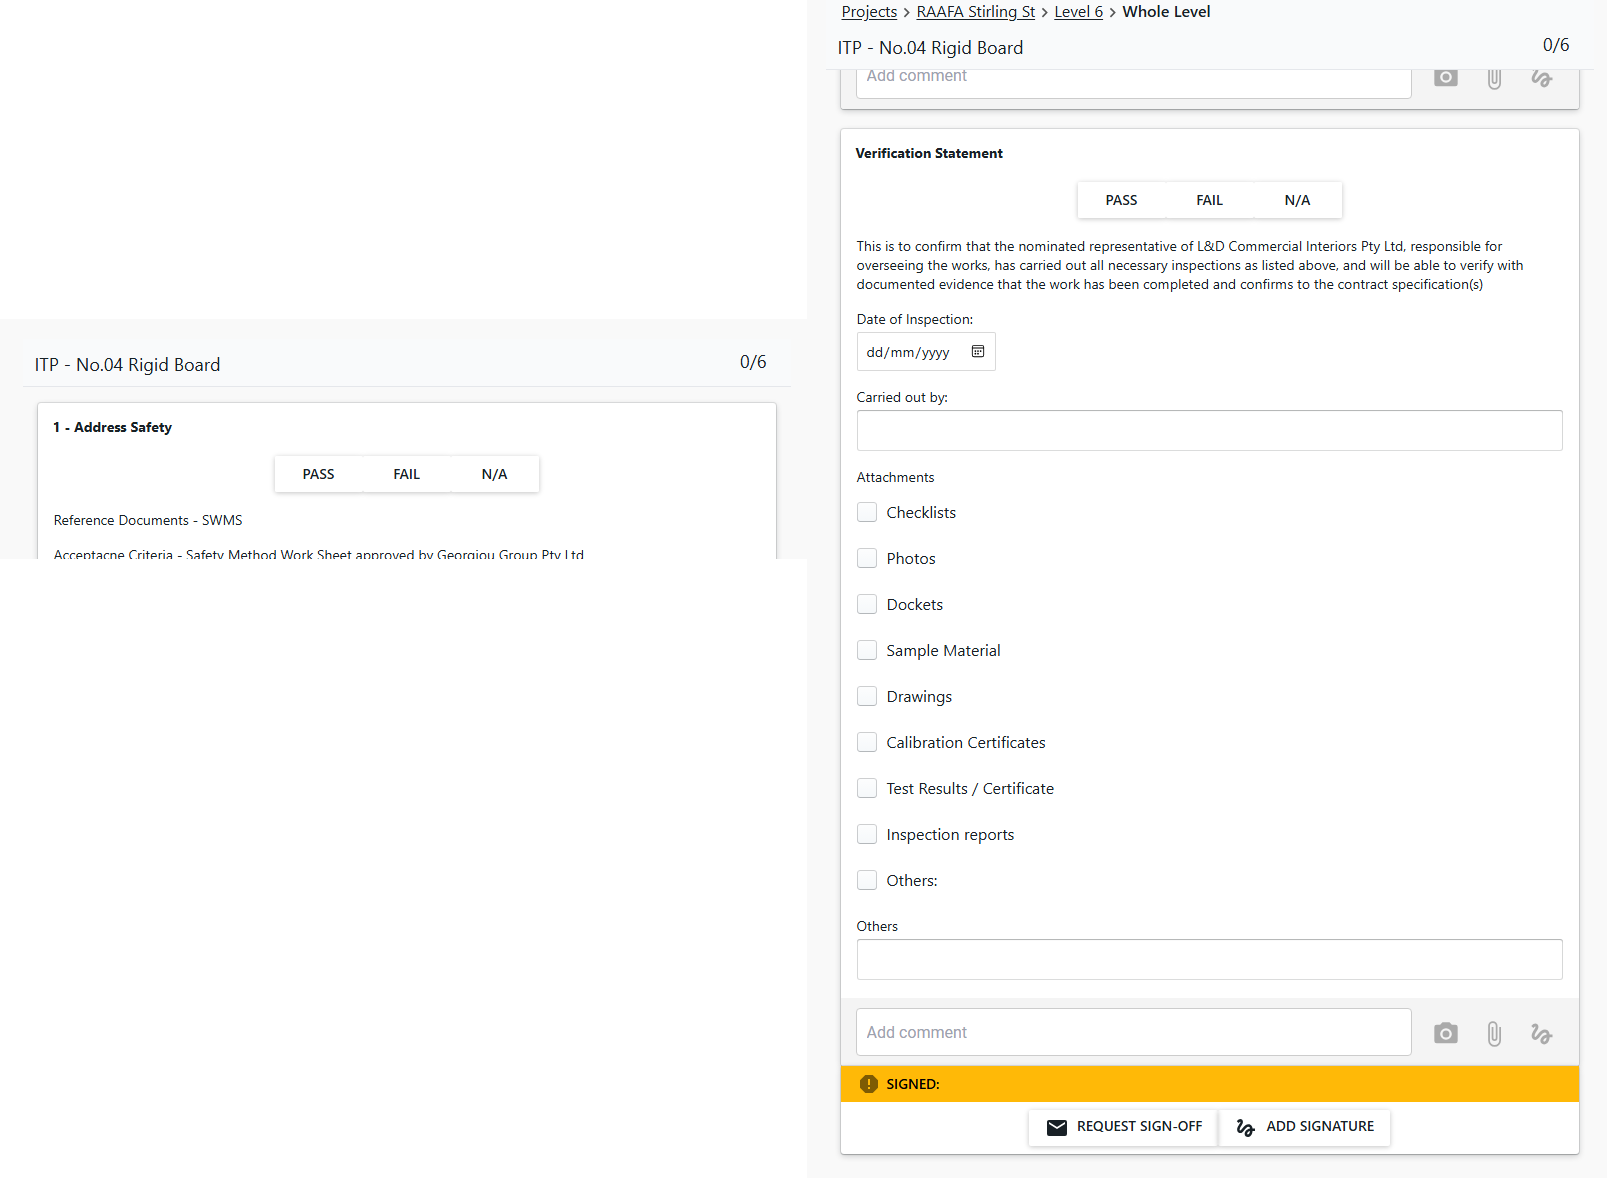 ITP - No.04 Rigid Board
0/6
1 - Address Safety
PASS
FAIL
N/A
Reference Documents - SWMS
Acceptacne Criteria - Safety Method Work Sheet approved by Georgiou Group Pty Ltd
Projects > RAAFA Stirling St > Level 6 > Whole Level
ITP - No.04 Rigid Board
0/6
Add comment
Verification Statement
PASS
FAIL
N/A
This is to confirm that the nominated representative of L&D Commercial Interiors Pty Ltd, responsible for
overseeing the works, has carried out all necessary inspections as listed above, and will be able to verify with
documented evidence that the work has been completed and confirms to the contract specification(s)
Date of Inspection:
dd/mm/yyyy
Carried out by:
Attachments
Checklists
Photos
Dockets
Sample Material
Drawings
Calibration Certificates
Test Results / Certificate
Inspection reports
Others:
Others
Add comment
SIGNED:
REQUEST SIGN-OFF
ADD SIGNATURE